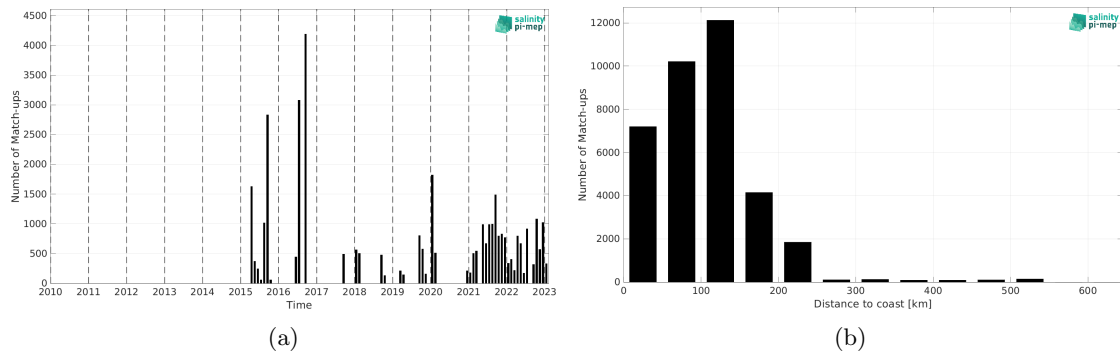 salinity
pi-mep
4500
4000
3500
3000
2500
2000
1500
1000
500
0
Number of Match-ups
2010 2011 2012 2013 2014 2015 2016 2017 2018 2019 2020 2021 2022 2023
Time
(a)
salinity
pi-mep
12000
10000
8000
6000
4000
2000
0
Number of Match-ups
0 100 200 300 400 500 600
Distance to coast [km]
(b)